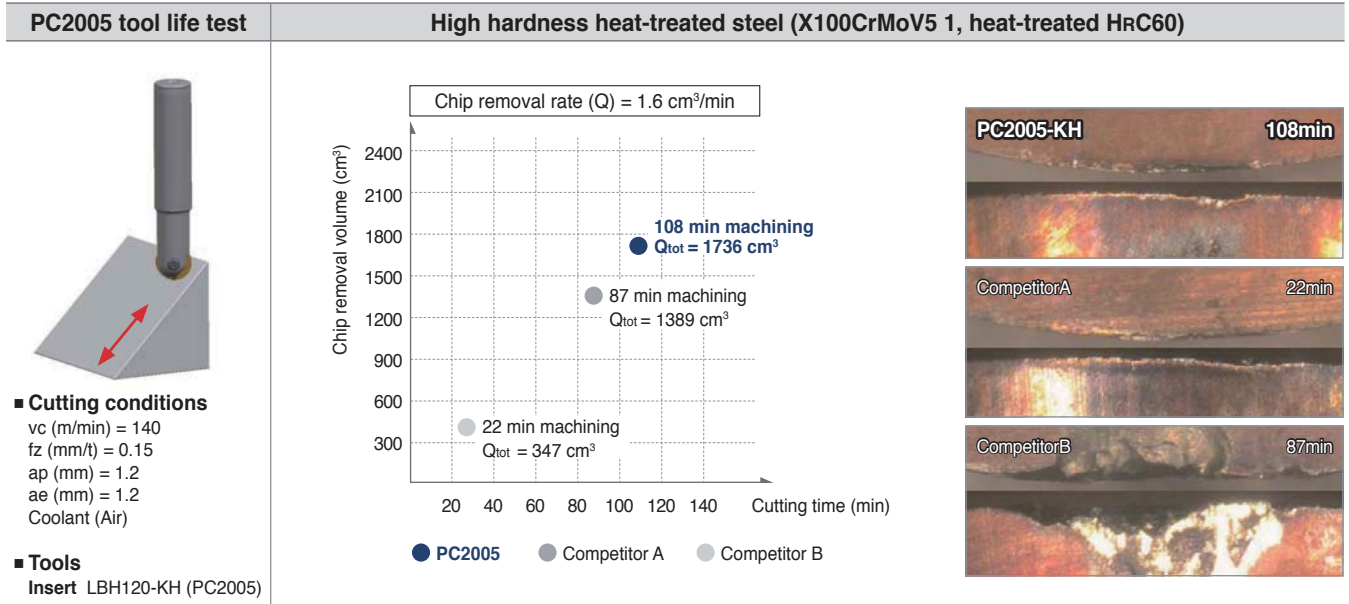 PC2005 tool life test
High hardness heat-treated steel (X100CrMoV5 1, heat-treated HRC60)
■ Cutting conditions
vc (m/min) = 140
fz (mm/t) = 0.15
ap (mm) = 1.2
ae (mm) = 1.2
Coolant (Air)
■ Tools
Insert LBH120-KH (PC2005)
Chip removal rate (Q) = 1.6 cm³/min
Chip removal volume (cm³)
2400
2100
1800
1500
1200
900
600
300
108 min machining
Qtot = 1736 cm³
87 min machining
Qtot = 1389 cm³
22 min machining
Qtot = 347 cm³
20 40 60 80 100 120 140 Cutting time (min)
PC2005 Competitor A Competitor B
PC2005-KH 108min
CompetitorA 22min
CompetitorB 87min